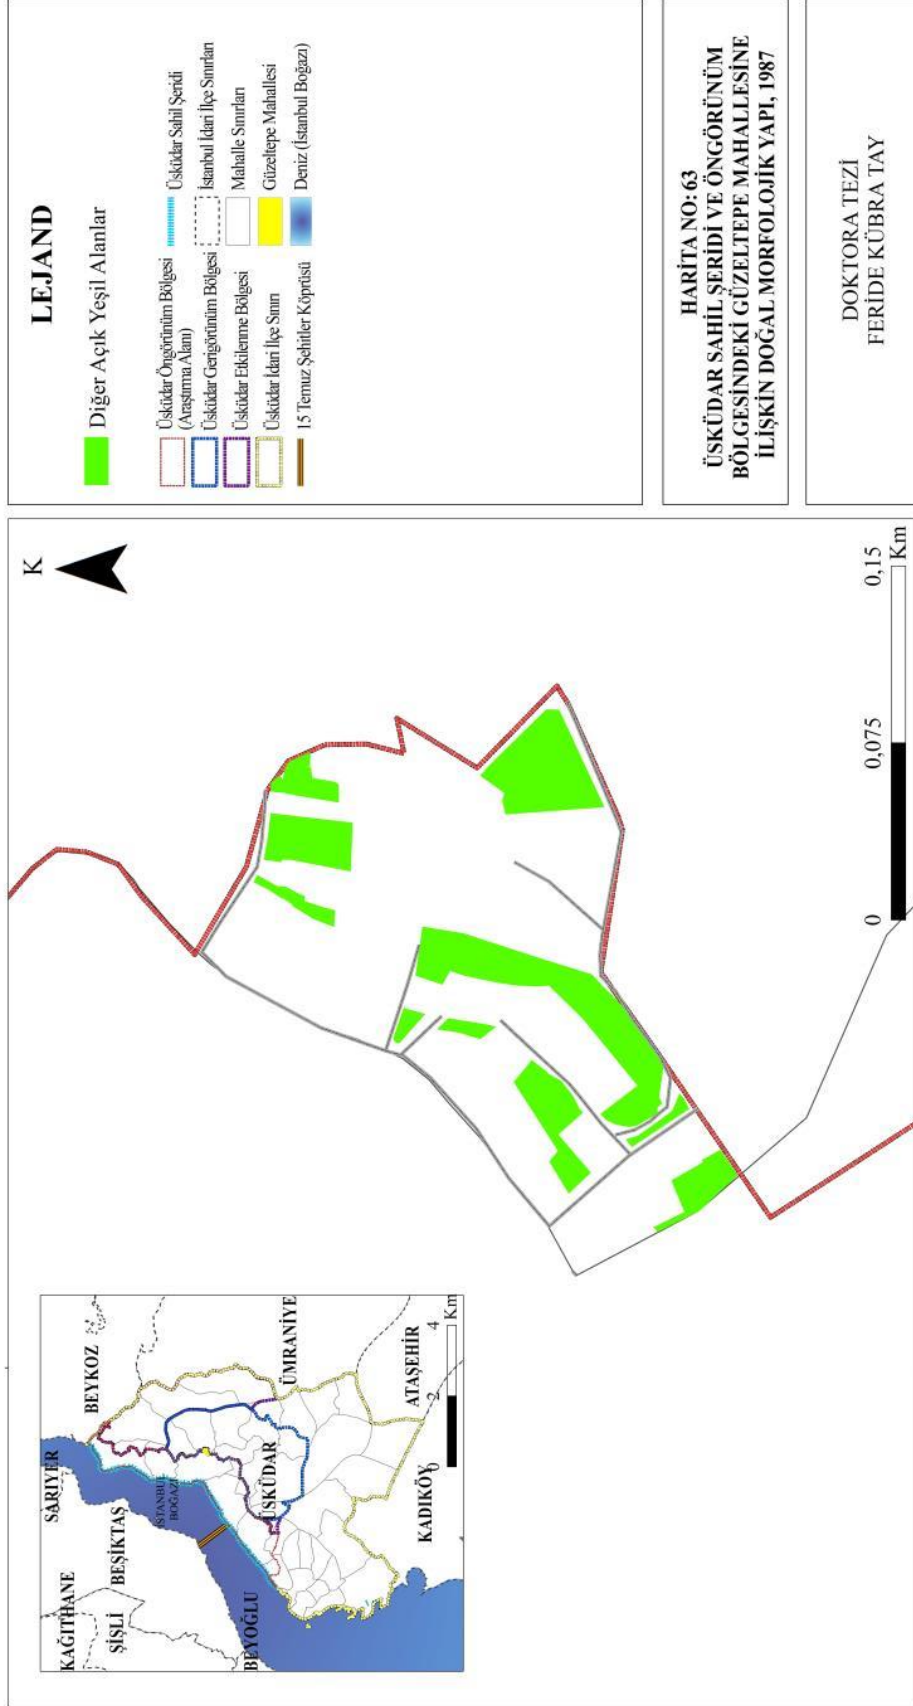 SARIYER
KAĞITHANE
BEYKOZ
ŞİŞLİ
BEŞİKTAŞ
İSTANBUL
BOĞAZI
BEYOĞLU
ÜSKÜDAR
ÜMRANİYE
ATAŞEHİR
KADIKÖY
0 2 4 Km
K
0 0,075 0,15
Km
LEJAND
Diğer Açık Yeşil Alanlar
Üsküdar Öngörünüm Bölgesi
(Araştırma Alanı)
Üsküdar Gerigörünüm Bölgesi
Üsküdar Etkilenme Bölgesi
Üsküdar İdari İlçe Sınırı
15 Temuz Şehitler Köprüsü
Üsküdar Sahil Şeridi
İstanbul İdari İlçe Sınırları
Mahalle Sınırları
Güzeltepe Mahallesi
Deniz (İstanbul Boğazı)
HARİTA NO: 63
ÜSKÜDAR SAHİL ŞERİDİ VE ÖNGÖRÜNÜM
BÖLGESİNDEKİ GÜZELTEPE MAHALLESİNE
İLİŞKİN DOĞAL MORFOLOJİK YAPI, 1987
DOKTORA TEZİ
FERİDE KÜBRA TAY